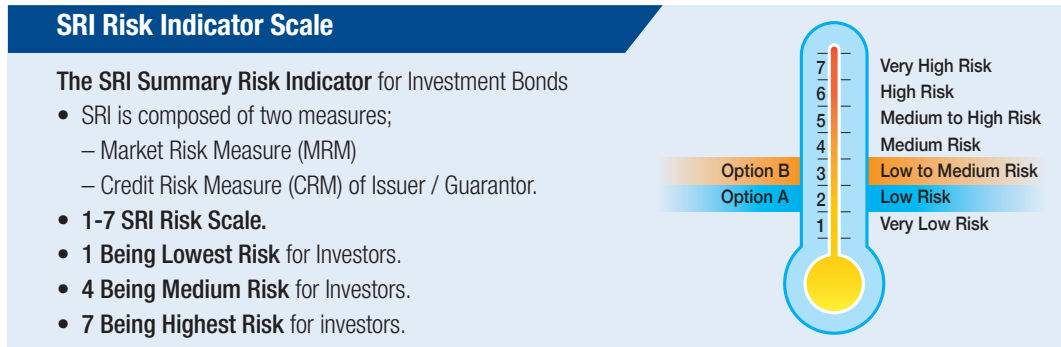 SRI Risk Indicator Scale
The SRI Summary Risk Indicator for Investment Bonds
• SRI is composed of two measures;
– Market Risk Measure (MRM)
– Credit Risk Measure (CRM) of Issuer / Guarantor.
• 1-7 SRI Risk Scale.
• 1 Being Lowest Risk for Investors.
• 4 Being Medium Risk for Investors.
• 7 Being Highest Risk for investors.
7 Very High Risk
6 High Risk
5 Medium to High Risk
4 Medium Risk
Option B 3 Low to Medium Risk
Option A 2 Low Risk
1 Very Low Risk